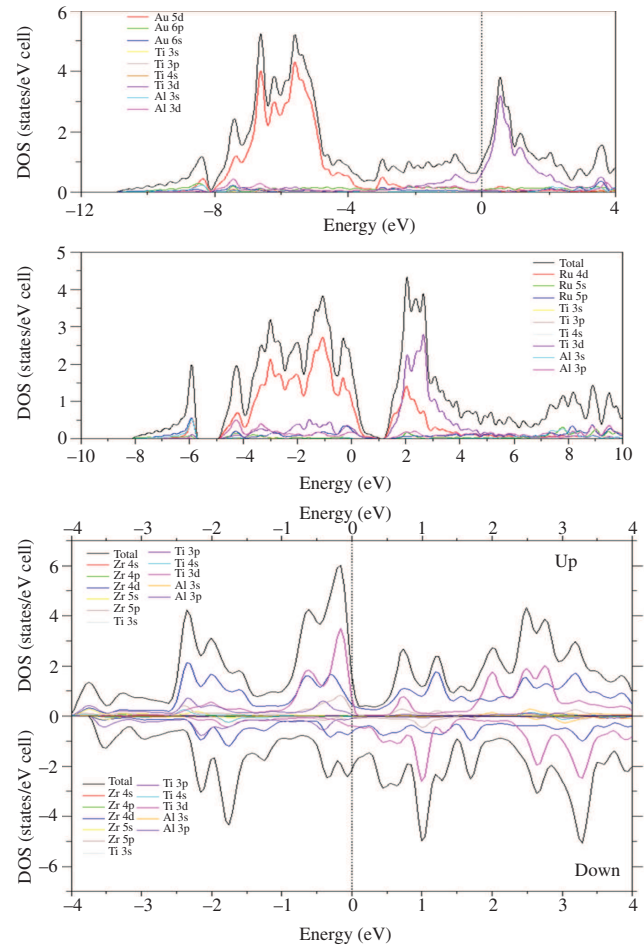 6
4
2
0
DOS (states/eV cell)
Au 5d
Au 6p
Au 6s
Ti 3s
Ti 3p
Ti 4s
Ti 3d
Al 3s
Al 3d
−12
−8
−4
0
4
Energy (eV)
5
4
3
2
1
0
DOS (states/eV cell)
Total
Ru 4d
Ru 5s
Ru 5p
Ti 3s
Ti 3p
Ti 4s
Ti 3d
Al 3s
Al 3p
−10 −8 −6 −4 −2 0 2 4 6 8 10
Energy (eV)
Energy (eV)
−4 −3 −2 −1 0 1 2 3 4
6
4
2
0
−2
−4
−6
DOS (states/eV cell)
DOS (states/eV cell)
Total
Zr 4s
Zr 4p
Zr 4d
Zr 5s
Zr 5p
Ti 3s
Ti 3p
Ti 4s
Ti 3d
Al 3s
Al 3p
Up
Total
Zr 4s
Zr 4p
Zr 4d
Zr 5s
Zr 5p
Ti 3s
Ti 3p
Ti 4s
Ti 3d
Al 3s
Al 3p
Down
−4 −3 −2 −1 0 1 2 3 4
Energy (eV)